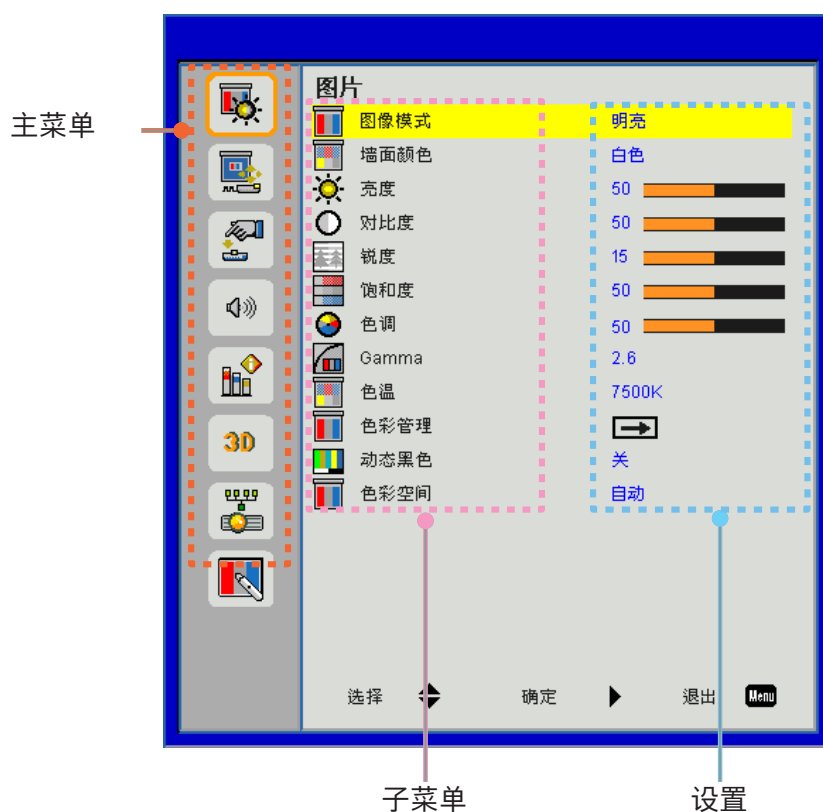 图片
主菜单
图像模式 明亮
墙面颜色 白色
亮度 50
对比度 50
锐度 15
饱和度 50
色调 50
Gamma 2.6
色温 7500K
色彩管理
3D
动态黑色 关
色彩空间 自动
选择 确定 退出 Menu
子菜单 设置